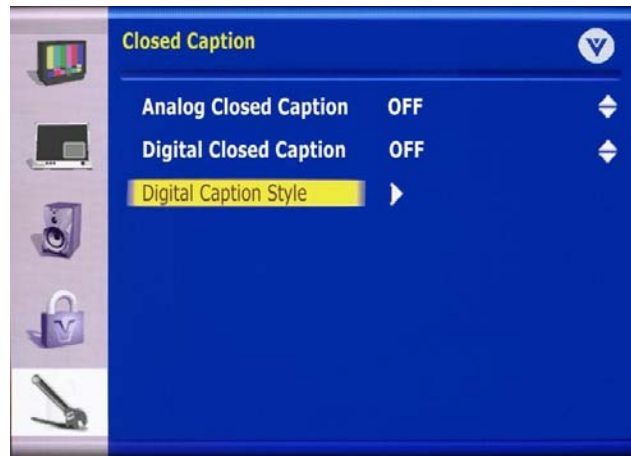 Closed Caption
V
Analog Closed Caption OFF
Digital Closed Caption OFF
Digital Caption Style
V